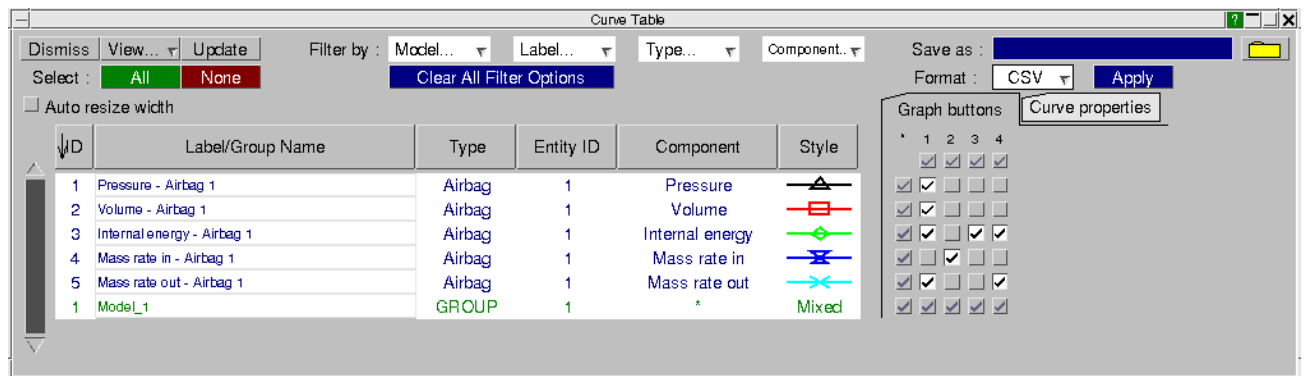 Curve Table ?
Dismiss View... Update Filter by : Model... Label... Type... Component.. Save as :
Select : All None Clear All Filter Options Format : CSV Apply
Auto resize width Graph buttons Curve properties
ID Label/Group Name Type Entity ID Component Style * 1 2 3 4
1 Pressure - Airbag 1 Airbag 1 Pressure
2 Volume - Airbag 1 Airbag 1 Volume
3 Internal energy - Airbag 1 Airbag 1 Internal energy
4 Mass rate in - Airbag 1 Airbag 1 Mass rate in
5 Mass rate out - Airbag 1 Airbag 1 Mass rate out
1 Model_1 GROUP 1 * Mixed